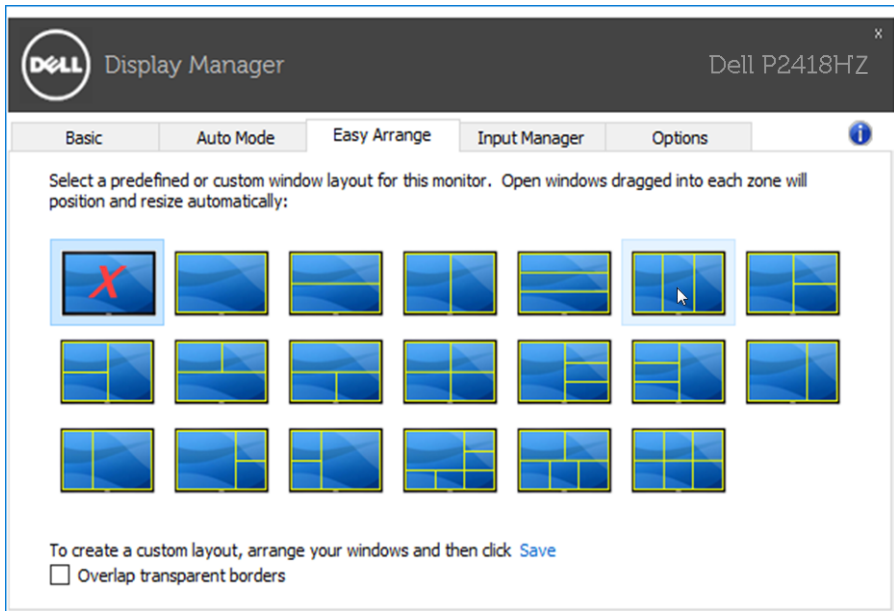 x
DELL Display Manager Dell P2418HZ
Basic Auto Mode Easy Arrange Input Manager Options i
Select a predefined or custom window layout for this monitor. Open windows dragged into each zone will
position and resize automatically:
X
To create a custom layout, arrange your windows and then click Save
Overlap transparent borders